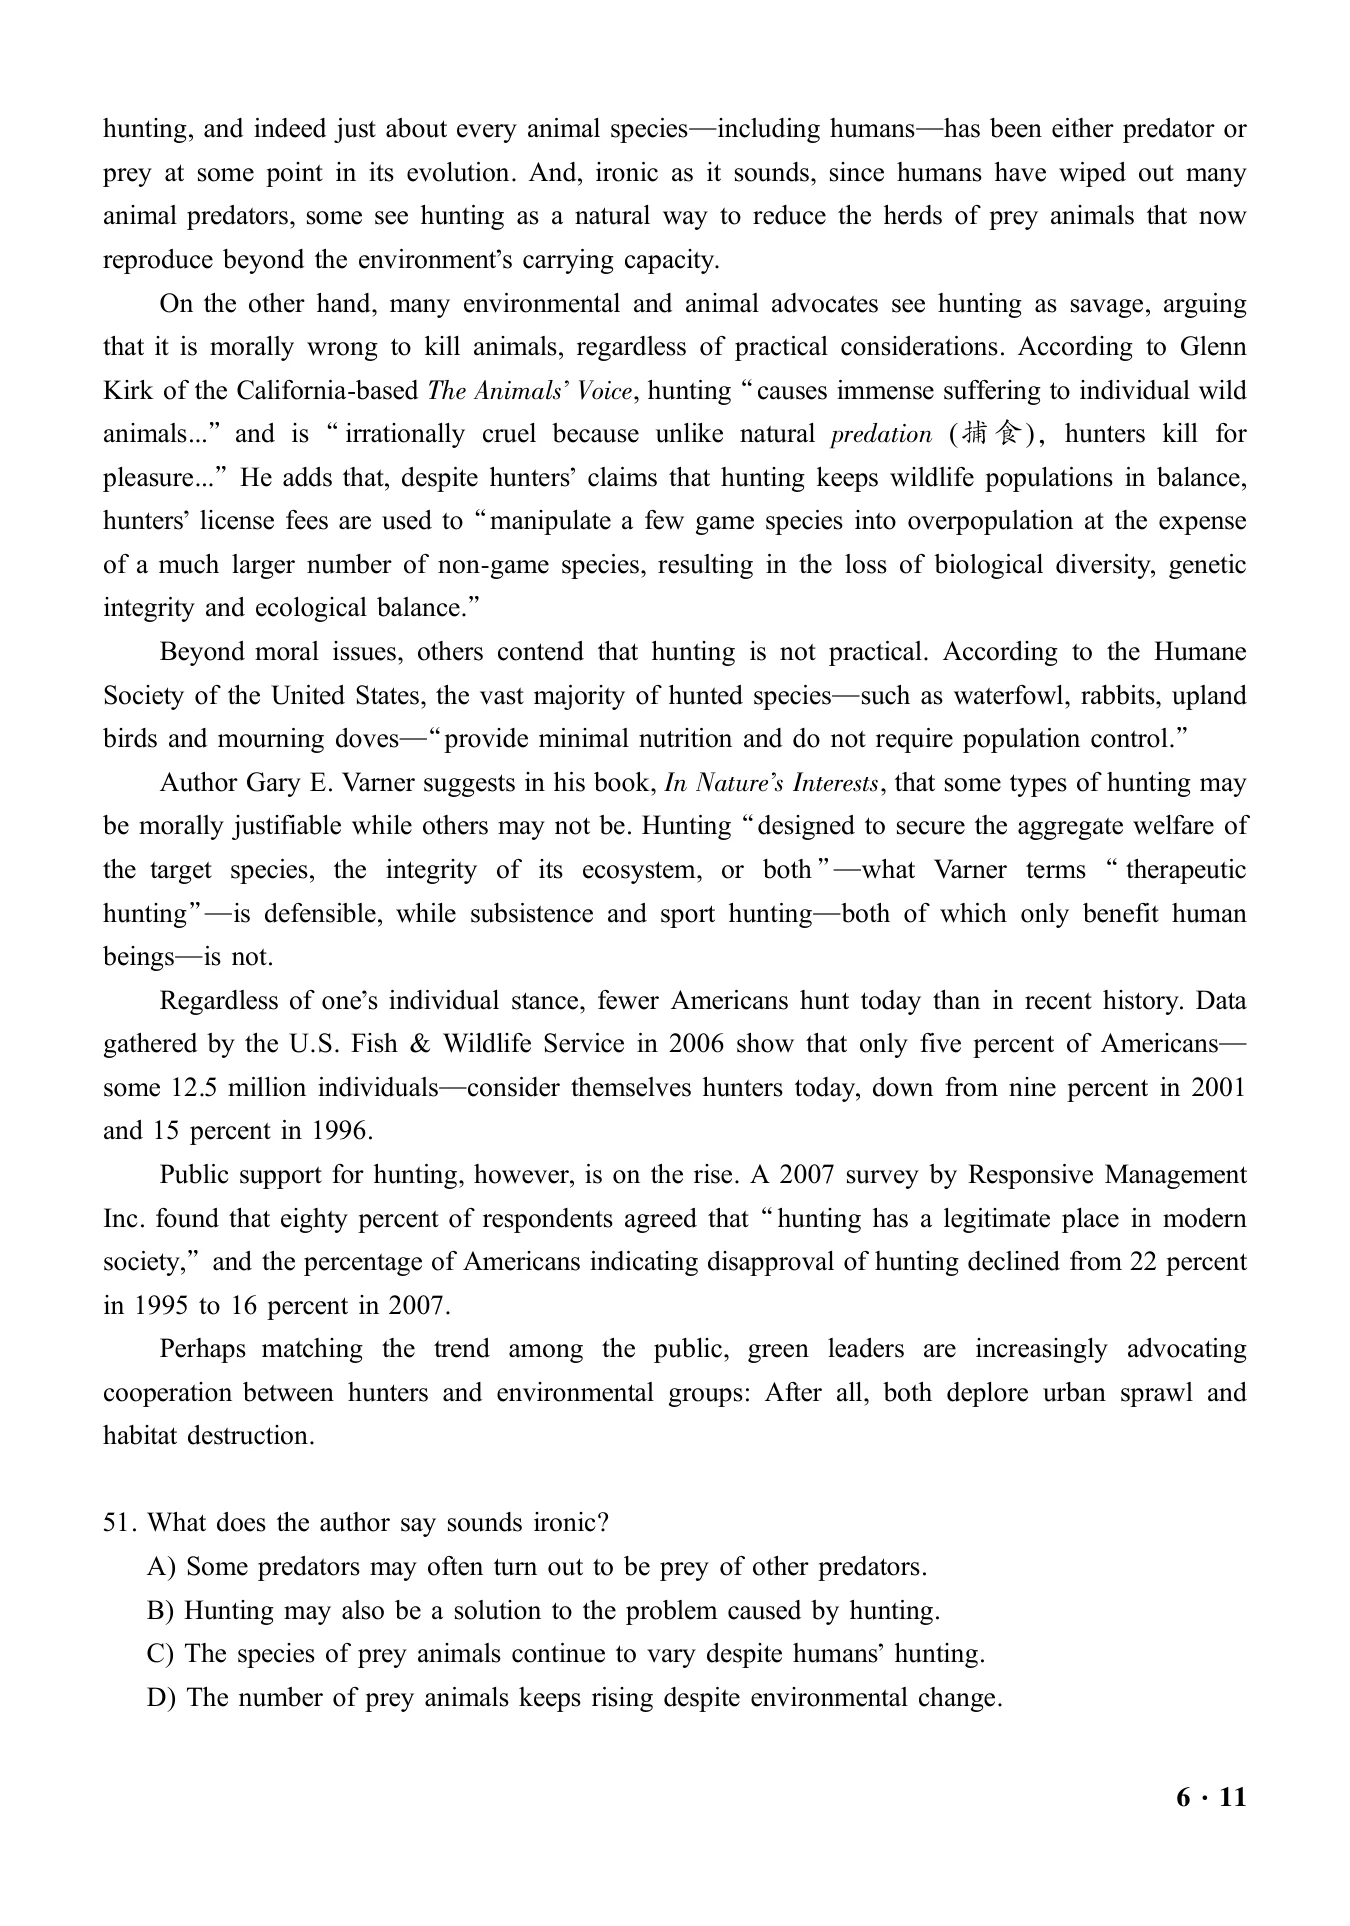 hunting, and indeed just about every animal species—including humans—has been either predator or
prey at some point in its evolution. And, ironic as it sounds, since humans have wiped out many
animal predators, some see hunting as a natural way to reduce the herds of prey animals that now
reproduce beyond the environment’s carrying capacity.
On the other hand, many environmental and animal advocates see hunting as savage, arguing
that it is morally wrong to kill animals, regardless of practical considerations. According to Glenn
Kirk of the California-based The Animals’ Voice, hunting “causes immense suffering to individual wild
animals...” and is “irrationally cruel because unlike natural predation (捕食), hunters kill for
pleasure...” He adds that, despite hunters’ claims that hunting keeps wildlife populations in balance,
hunters’ license fees are used to “manipulate a few game species into overpopulation at the expense
of a much larger number of non-game species, resulting in the loss of biological diversity, genetic
integrity and ecological balance.”
Beyond moral issues, others contend that hunting is not practical. According to the Humane
Society of the United States, the vast majority of hunted species—such as waterfowl, rabbits, upland
birds and mourning doves—“provide minimal nutrition and do not require population control.”
Author Gary E. Varner suggests in his book, In Nature’s Interests, that some types of hunting may
be morally justifiable while others may not be. Hunting “designed to secure the aggregate welfare of
the target species, the integrity of its ecosystem, or both”—what Varner terms “therapeutic
hunting”—is defensible, while subsistence and sport hunting—both of which only benefit human
beings—is not.
Regardless of one’s individual stance, fewer Americans hunt today than in recent history. Data
gathered by the U.S. Fish & Wildlife Service in 2006 show that only five percent of Americans—
some 12.5 million individuals—consider themselves hunters today, down from nine percent in 2001
and 15 percent in 1996.
Public support for hunting, however, is on the rise. A 2007 survey by Responsive Management
Inc. found that eighty percent of respondents agreed that “hunting has a legitimate place in modern
society,” and the percentage of Americans indicating disapproval of hunting declined from 22 percent
in 1995 to 16 percent in 2007.
Perhaps matching the trend among the public, green leaders are increasingly advocating
cooperation between hunters and environmental groups: After all, both deplore urban sprawl and
habitat destruction.
51. What does the author say sounds ironic?
A) Some predators may often turn out to be prey of other predators.
B) Hunting may also be a solution to the problem caused by hunting.
C) The species of prey animals continue to vary despite humans’ hunting.
D) The number of prey animals keeps rising despite environmental change.
6 · 11